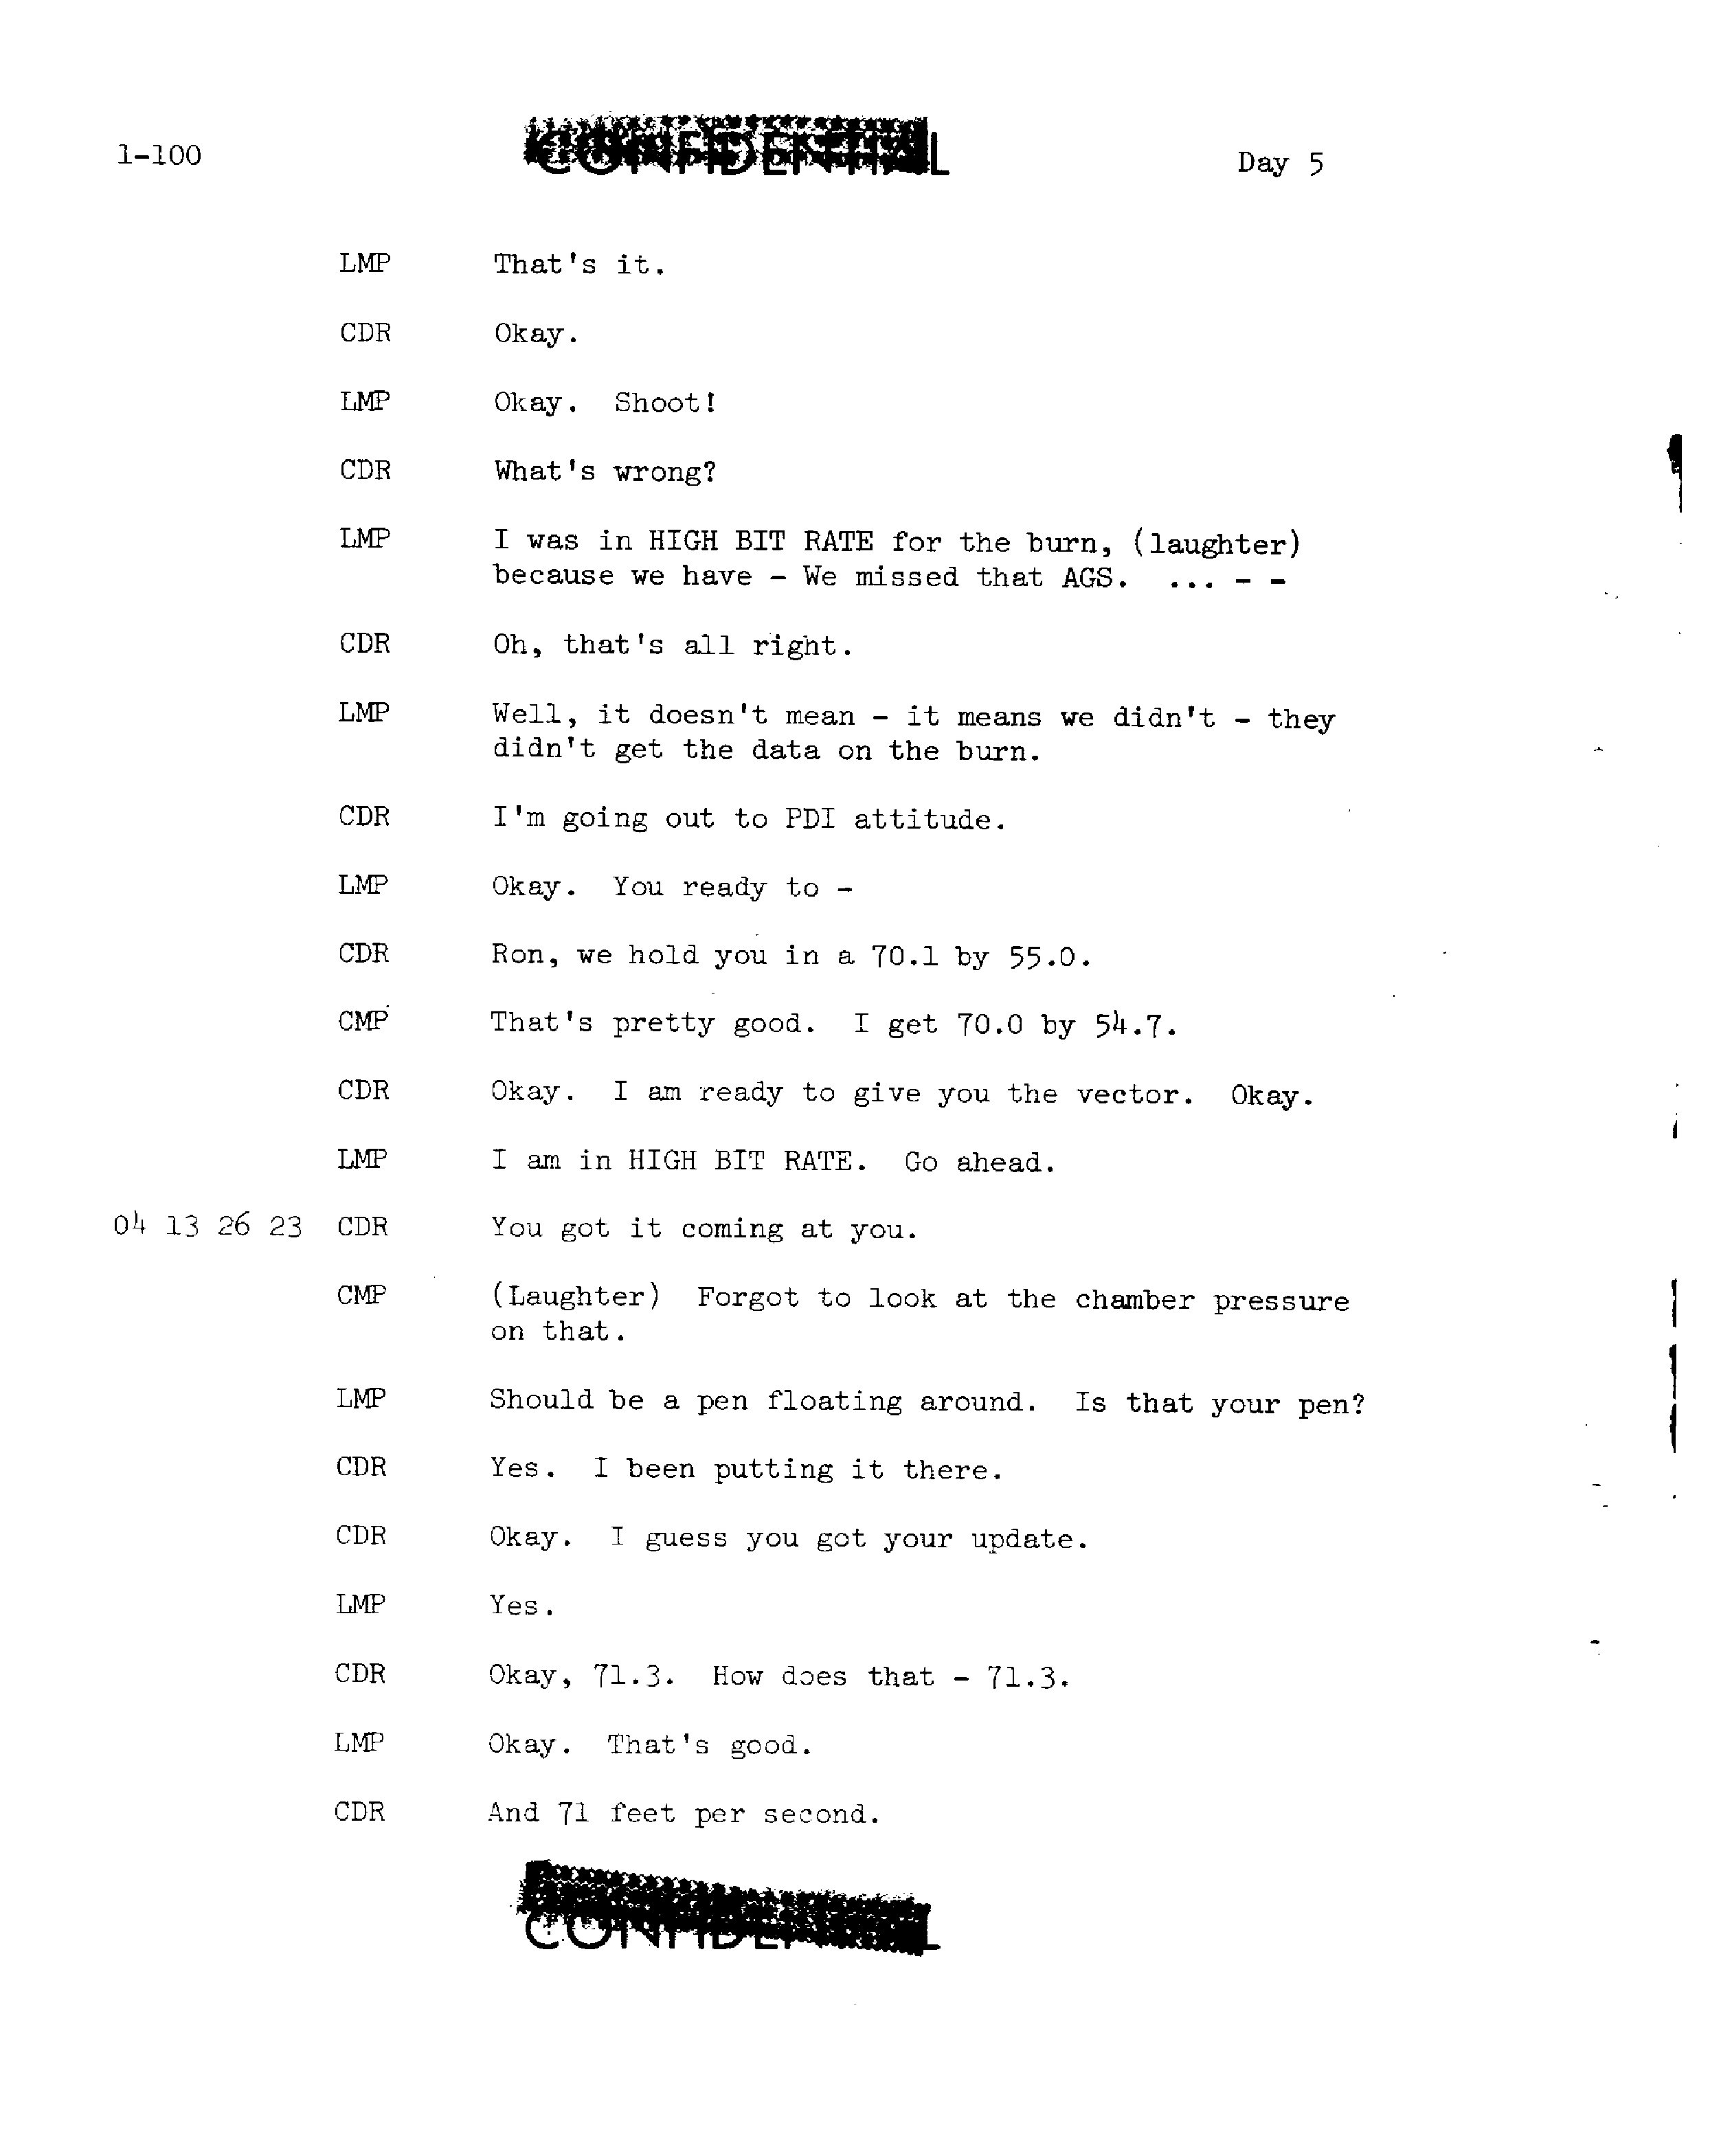 1-100
CONFIDENTIAL
Day 5
LMP That's it.
CDR Okay.
LMP Okay. Shoot!
CDR What's wrong?
LMP I was in HIGH BIT RATE for the burn, (laughter)
because we have - We missed that AGS. ... - -
CDR Oh, that's all right.
LMP Well, it doesn't mean - it means we didn't - they
didn't get the data on the burn.
CDR I'm going out to PDI attitude.
LMP Okay. You ready to -
CDR Ron, we hold you in a 70.1 by 55.0.
CMP That's pretty good. I get 70.0 by 54.7.
CDR Okay. I am ready to give you the vector. Okay.
LMP I am in HIGH BIT RATE. Go ahead.
04 13 26 23 CDR You got it coming at you.
CMP (Laughter) Forgot to look at the chamber pressure
on that.
LMP Should be a pen floating around. Is that your pen?
CDR Yes. I been putting it there.
CDR Okay. I guess you got your update.
LMP Yes.
CDR Okay, 71.3. How does that - 71.3.
LMP Okay. That's good.
CDR And 71 feet per second.
CONFIDENTIAL